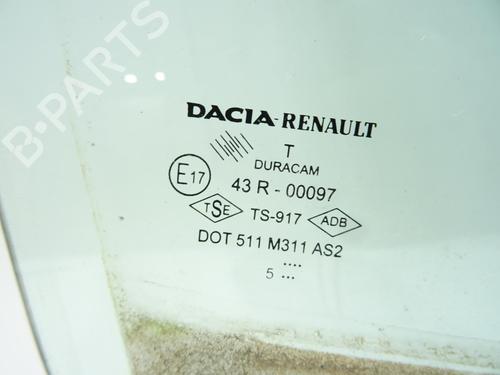 B-PARTS
DACIA-RENAULT
T
DURACAM
E17
43 R - 00097
TSE TS-917 ADB
DOT 511 M311 AS2
....
5 ...